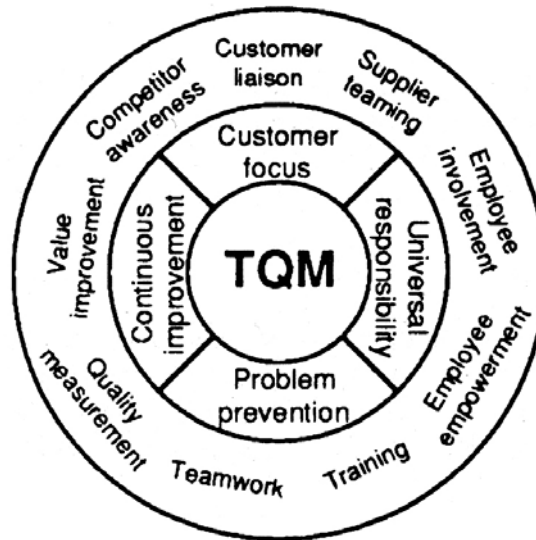 Customer
liaison
Supplier
teaming
Employee
involvement
Employee
empowerment
Training
Teamwork
Quality
measurement
Value
improvement
Competitor
awareness
Customer
focus
Universal
responsibility
Problem
prevention
Continuous
improvement
TQM